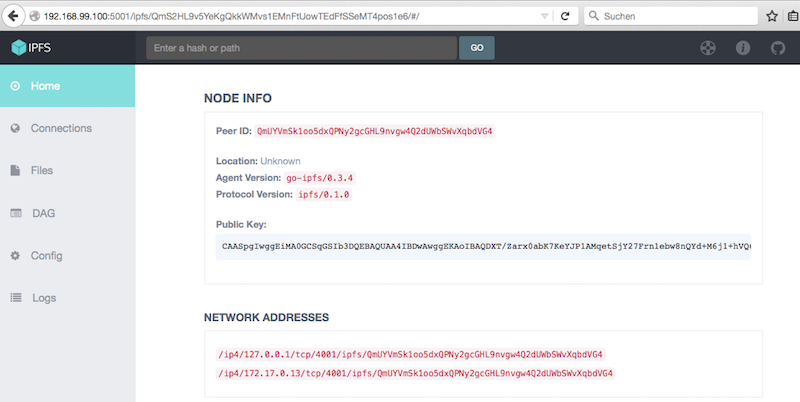 192.168.99.100:5001/ipfs/QmS2HL9v5YeKgQkkWMvs1EMnFtUowTEdFfSSeMT4pos1e6/#/
Suchen
IPFS
Enter a hash or path
GO
Home
Connections
Files
DAG
Config
Logs
NODE INFO
Peer ID: QmUYVmSk1oo5dxQPNy2gcGHL9nvgw4Q2dUWbSWvXqbdVG4
Location: Unknown
Agent Version: go-ipfs/0.3.4
Protocol Version: ipfs/0.1.0
Public Key:
CAASpgIwggEiMA0GCSqGSIb3DQEBAQUAA4IBDwAwggEKAoIBAQDXT/Zarx0abK7KeYJPlAMqetSjY27Frnlebw8nQYd+M6j1+hVQ6
NETWORK ADDRESSES
/ip4/127.0.0.1/tcp/4001/ipfs/QmUYVmSk1oo5dxQPNy2gcGHL9nvgw4Q2dUWbSWvXqbdVG4
/ip4/172.17.0.13/tcp/4001/ipfs/QmUYVmSk1oo5dxQPNy2gcGHL9nvgw4Q2dUWbSWvXqbdVG4